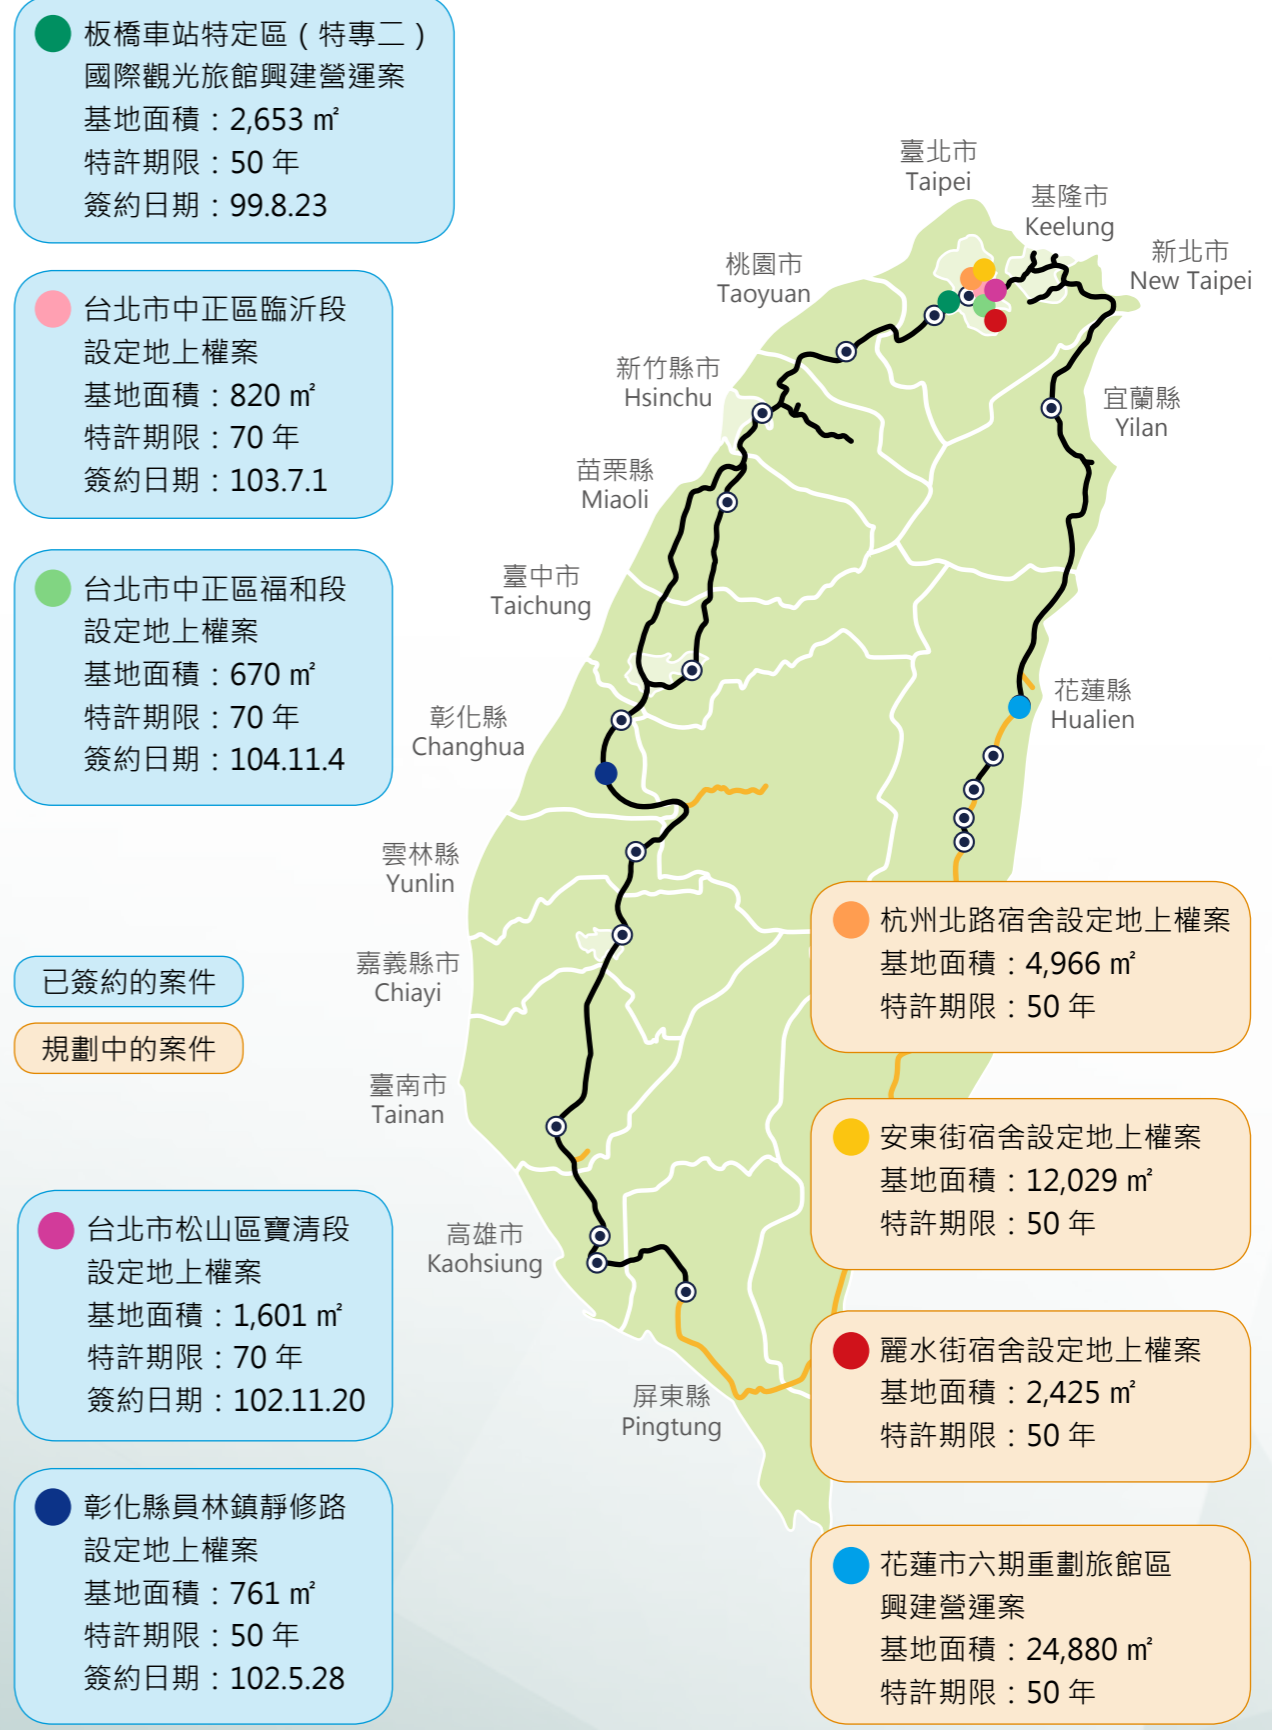 板橋車站特定區（特專二）
國際觀光旅館興建營運案
基地面積：2,653 ㎡
特許期限：50 年
簽約日期：99.8.23
台北市中正區臨沂段
設定地上權案
基地面積：820 ㎡
特許期限：70 年
簽約日期：103.7.1
台北市中正區福和段
設定地上權案
基地面積：670 ㎡
特許期限：70 年
簽約日期：104.11.4
已簽約的案件
規劃中的案件
台北市松山區寶清段
設定地上權案
基地面積：1,601 ㎡
特許期限：70 年
簽約日期：102.11.20
彰化縣員林鎮靜修路
設定地上權案
基地面積：761 ㎡
特許期限：50 年
簽約日期：102.5.28
臺北市
Taipei
基隆市
Keelung
新北市
New Taipei
桃園市
Taoyuan
新竹縣市
Hsinchu
宜蘭縣
Yilan
苗栗縣
Miaoli
臺中市
Taichung
花蓮縣
Hualien
彰化縣
Changhua
雲林縣
Yunlin
嘉義縣市
Chiayi
臺南市
Tainan
高雄市
Kaohsiung
屏東縣
Pingtung
杭州北路宿舍設定地上權案
基地面積：4,966 ㎡
特許期限：50 年
安東街宿舍設定地上權案
基地面積：12,029 ㎡
特許期限：50 年
麗水街宿舍設定地上權案
基地面積：2,425 ㎡
特許期限：50 年
花蓮市六期重劃旅館區
興建營運案
基地面積：24,880 ㎡
特許期限：50 年